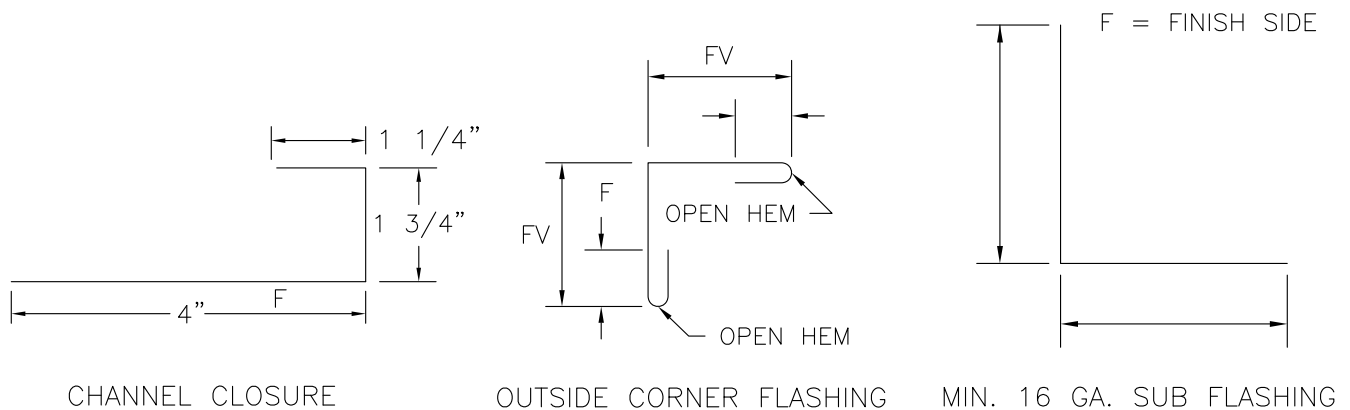 F = FINISH SIDE
FV
1 1/4"
F
OPEN HEM
1 3/4"
FV
F
4"
OPEN HEM
CHANNEL CLOSURE
OUTSIDE CORNER FLASHING
MIN. 16 GA. SUB FLASHING